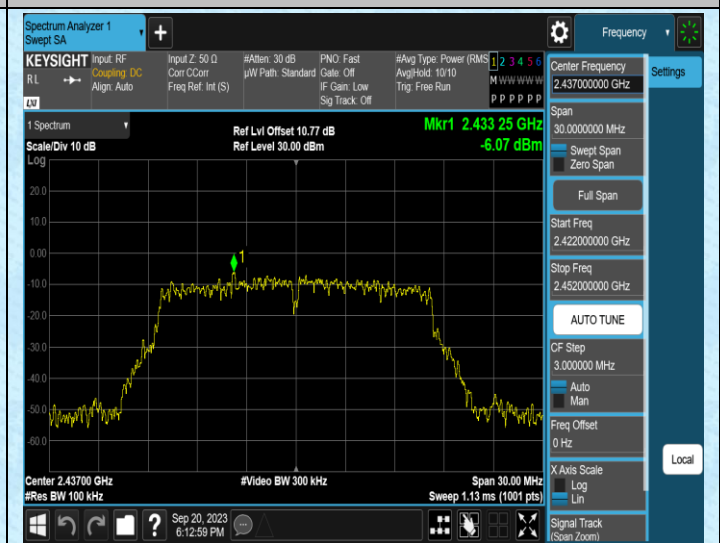 Spectrum Analyzer 1
Swept SA
+
Frequency
KEYSIGHT
R L
LXI
Input: RF
Coupling: DC
Align: Auto
Input Z: 50 Ω
Corr CCorr
Freq Ref: Int (S)
#Atten: 30 dB
µW Path: Standard
PNO: Fast
Gate: Off
IF Gain: Low
Sig Track: Off
#Avg Type: Power (RMS
Avg|Hold: 10/10
Trig: Free Run
1 2 3 4 5 6
M W W W W W
P P P P P P
1 Spectrum
Scale/Div 10 dB
Log
Ref Lvl Offset 10.77 dB
Ref Level 30.00 dBm
Mkr1 2.433 25 GHz
-6.07 dBm
20.0
10.0
0.00
-10.0
-20.0
-30.0
-40.0
-50.0
-60.0
1
Center 2.43700 GHz
#Res BW 100 kHz
#Video BW 300 kHz
Span 30.00 MHz
Sweep 1.13 ms (1001 pts)
Sep 20, 2023
6:12:59 PM
?
Center Frequency
2.437000000 GHz
Span
30.0000000 MHz
Swept Span
Zero Span
Full Span
Start Freq
2.422000000 GHz
Stop Freq
2.452000000 GHz
AUTO TUNE
CF Step
3.000000 MHz
Auto
Man
Freq Offset
0 Hz
X Axis Scale
Log
Lin
Signal Track
(Span Zoom)
Settings
Local